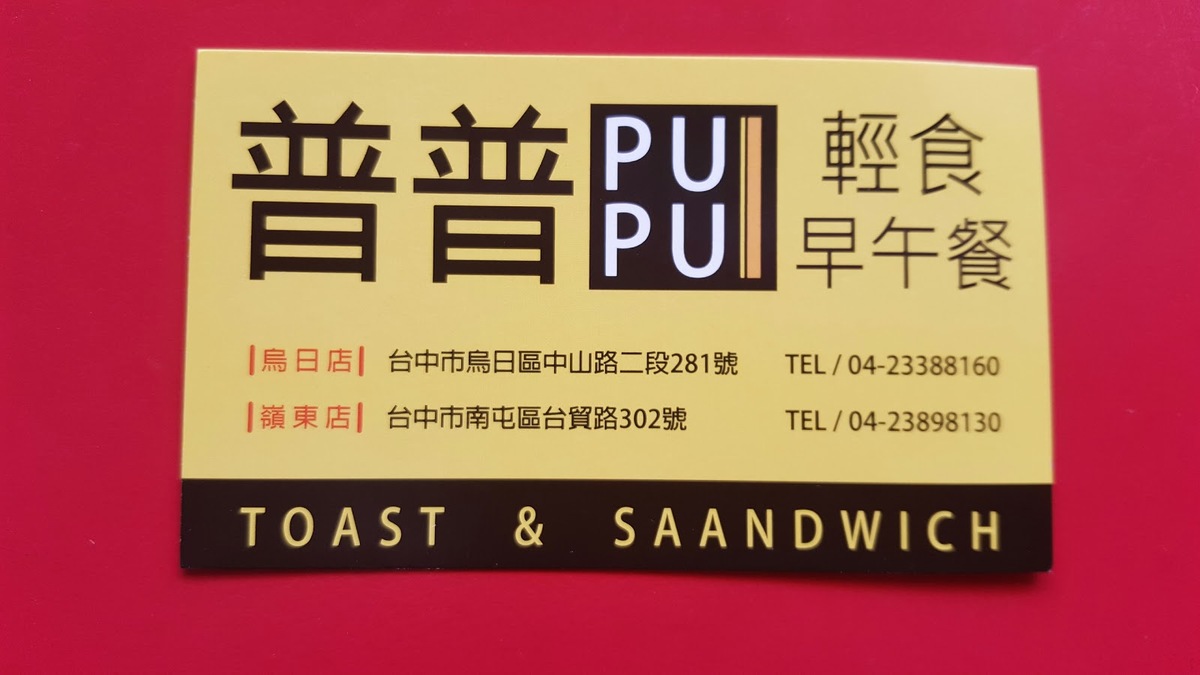 普普 PU PU 輕食
早午餐
烏日店 台中市烏日區中山路二段281號 TEL / 04-23388160
嶺東店 台中市南屯區台貿路302號 TEL / 04-23898130
TOAST & SAANDWICH